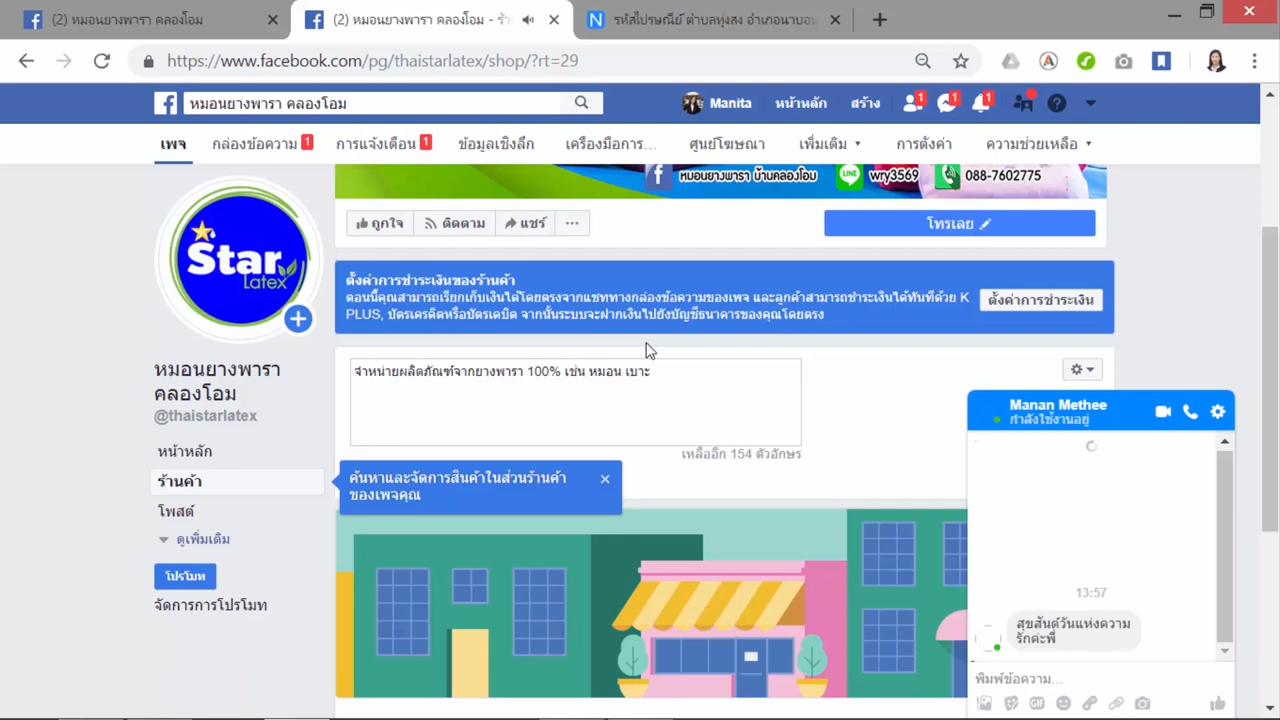 (2) หมอนยางพารา คลองโอม
(2) หมอนยางพารา คลองโอม - ร้า
รหัสไปรษณีย์ ตำบลทุ่งสง อำเภอนาบอน
https://www.facebook.com/pg/thaistarlatex/shop/?rt=29
หมอนยางพารา คลองโอม
Manita
หน้าหลัก
สร้าง
1
1
1
เพจ
กล่องข้อความ 1
การแจ้งเตือน 1
ข้อมูลเชิงลึก
เครื่องมือการ...
ศูนย์โฆษณา
เพิ่มเติม
การตั้งค่า
ความช่วยเหลือ
หมอนยางพารา บ้านคลองโอม
LINE
wry3569
088-7602775
ถูกใจ
ติดตาม
แชร์
โทรเลย
Star
Latex
ตั้งค่าการชำระเงินของร้านค้า
ตอนนี้คุณสามารถเรียกเก็บเงินได้โดยตรงจากแชททางกล่องข้อความของเพจ และลูกค้าสามารถชำระเงินได้ทันทีด้วย K
PLUS, บัตรเครดิตหรือบัตรเดบิต จากนั้นระบบจะฝากเงินไปยังบัญชีธนาคารของคุณโดยตรง
ตั้งค่าการชำระเงิน
หมอนยางพารา
คลองโอม
@thaistarlatex
หน้าหลัก
ร้านค้า
โพสต์
ดูเพิ่มเติม
โปรโมท
จัดการการโปรโมท
จำหน่ายผลิตภัณฑ์จากยางพารา 100% เช่น หมอน เบาะ
เหลืออีก 154 ตัวอักษร
ค้นหาและจัดการสินค้าในส่วนร้านค้า
ของเพจคุณ
Manan Methee
กำลังใช้งานอยู่
13:57
สุขสันต์วันแห่งความ
รักค่ะพี่
พิมพ์ข้อความ...
GIF